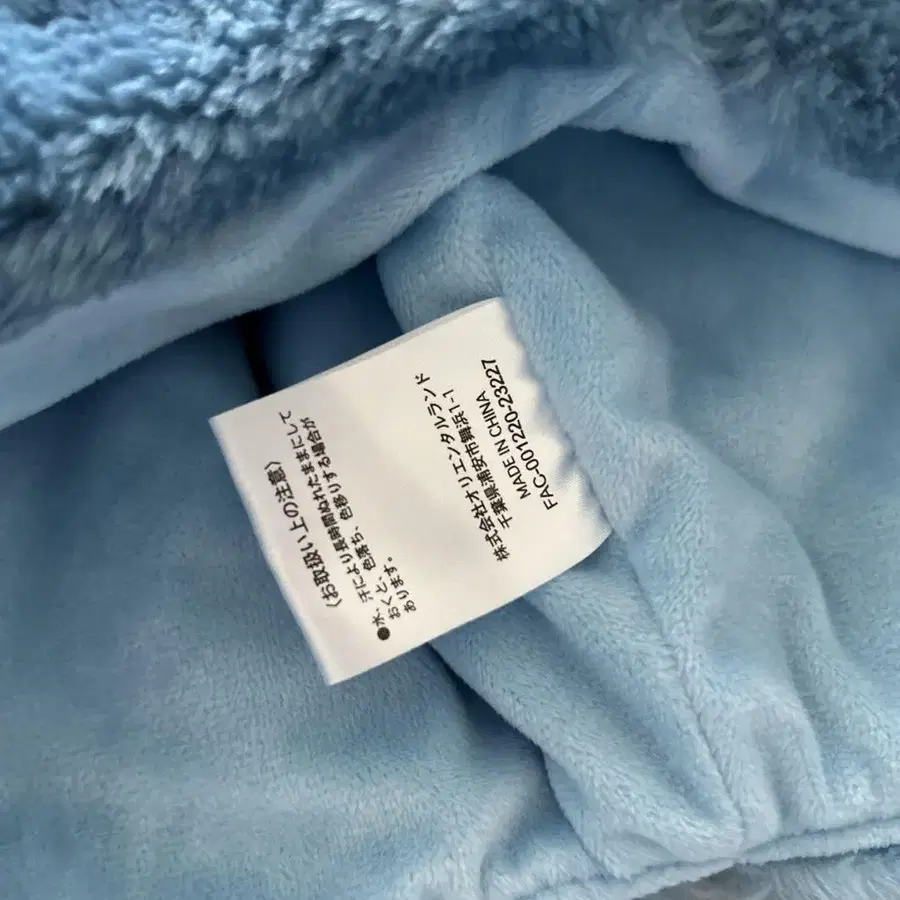 〈お取扱い上の注意〉
●水、汗により長時間ぬれたままにして
おくと、色落ち、色移りする場合が
あります。
株式会社オリエンタルランド
千葉県浦安市舞浜1-1
MADE IN CHINA
FAC-001220-23227